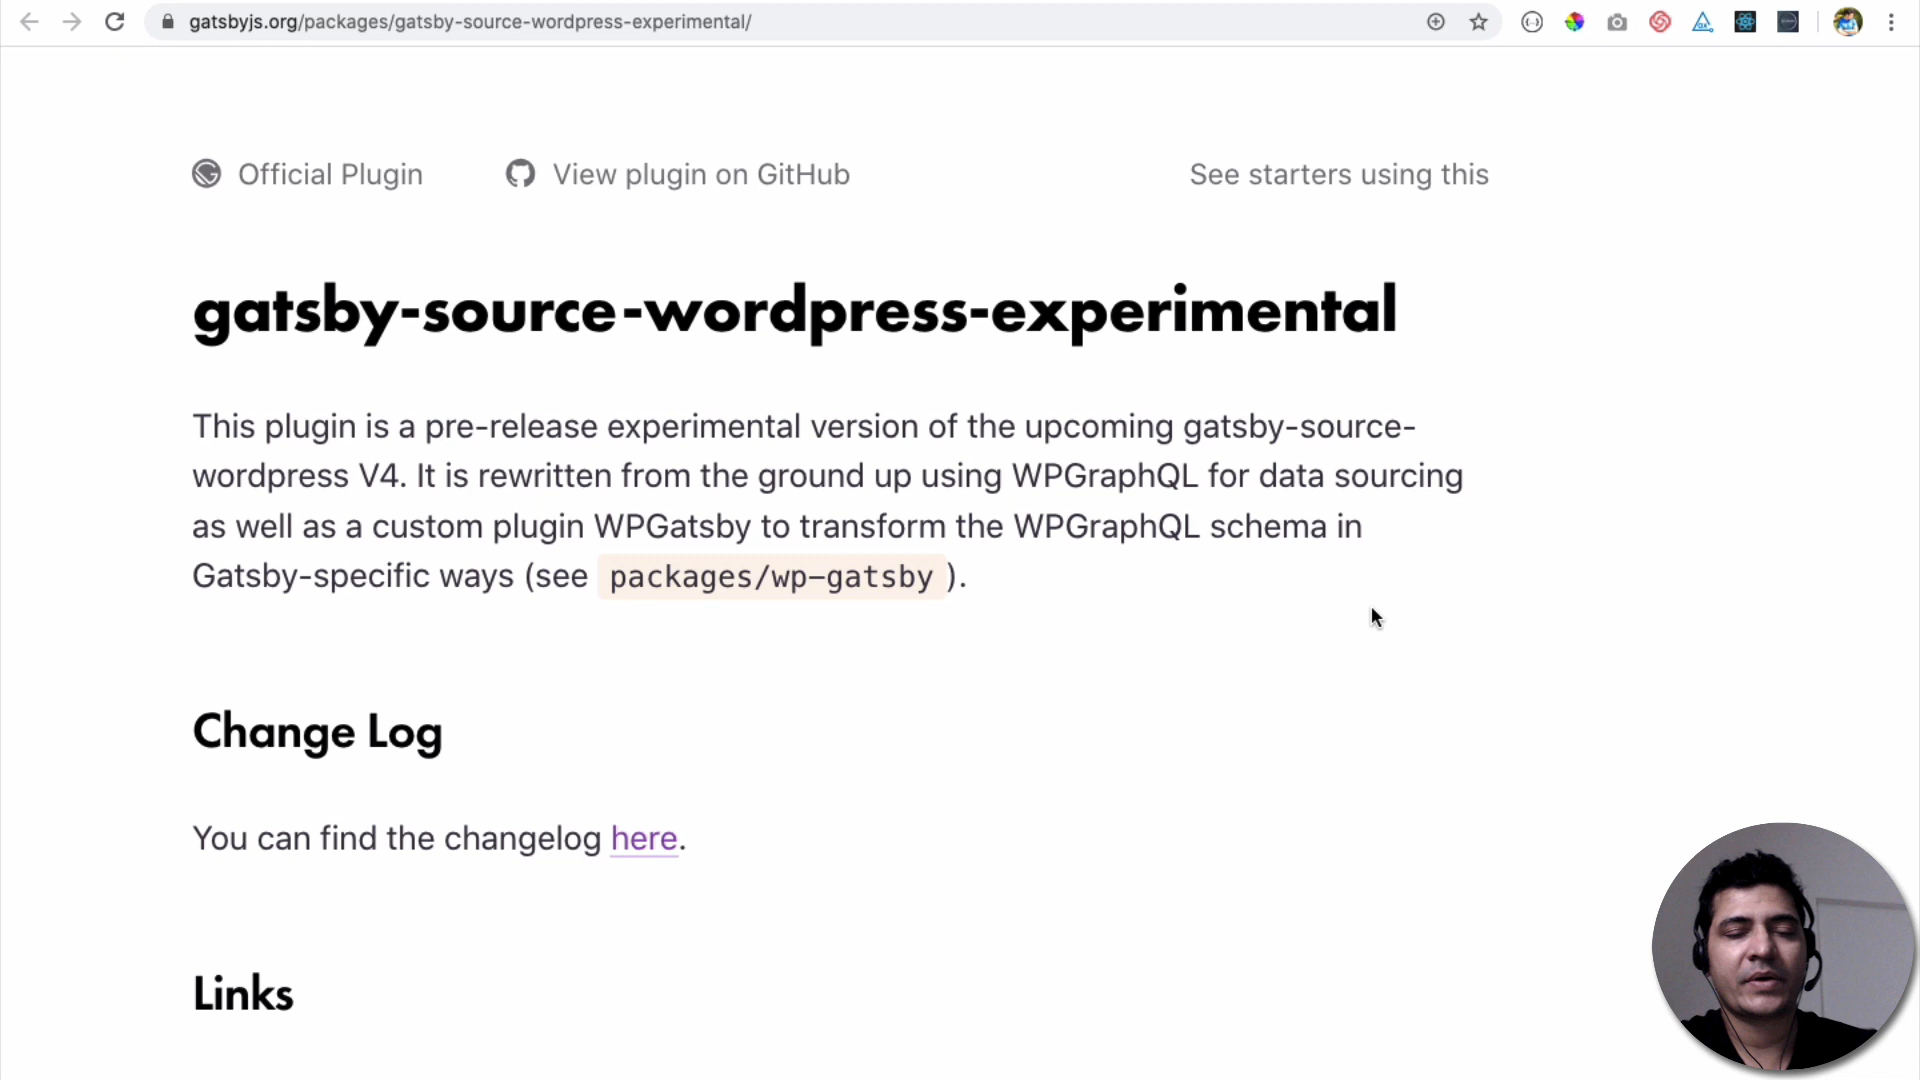 gatsbyjs.org/packages/gatsby-source-wordpress-experimental/
Official Plugin
View plugin on GitHub
See starters using this
gatsby-source-wordpress-experimental
This plugin is a pre-release experimental version of the upcoming gatsby-source-
wordpress V4. It is rewritten from the ground up using WPGraphQL for data sourcing
as well as a custom plugin WPGatsby to transform the WPGraphQL schema in
Gatsby-specific ways (see packages/wp-gatsby ).
Change Log
You can find the changelog here.
Links